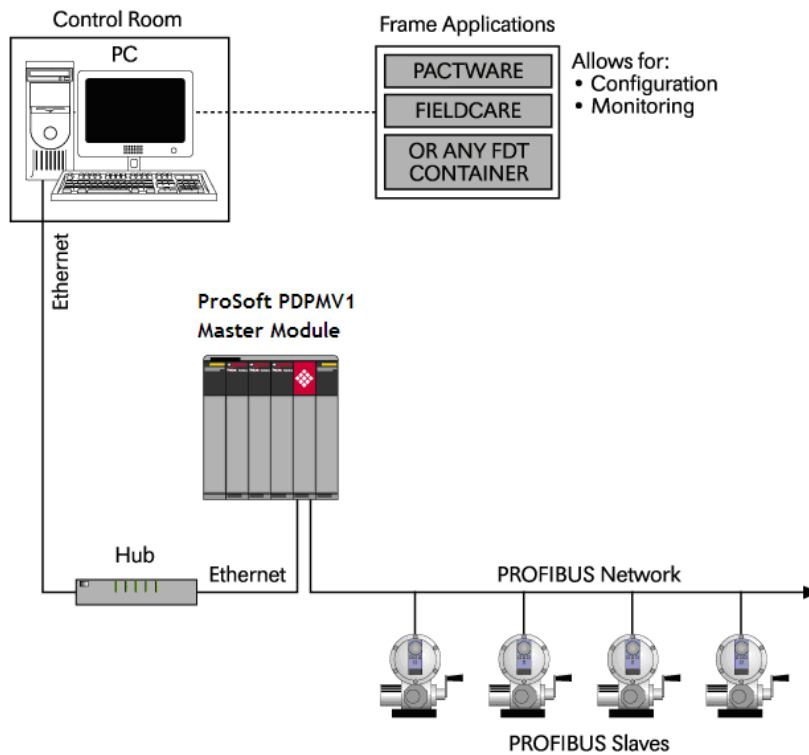 Control Room
PC
Frame Applications
PACTWARE
FIELDCARE
OR ANY FDT
CONTAINER
Allows for:
• Configuration
• Monitoring
Ethernet
ProSoft PDPMV1
Master Module
Hub
Ethernet
PROFIBUS Network
PROFIBUS Slaves